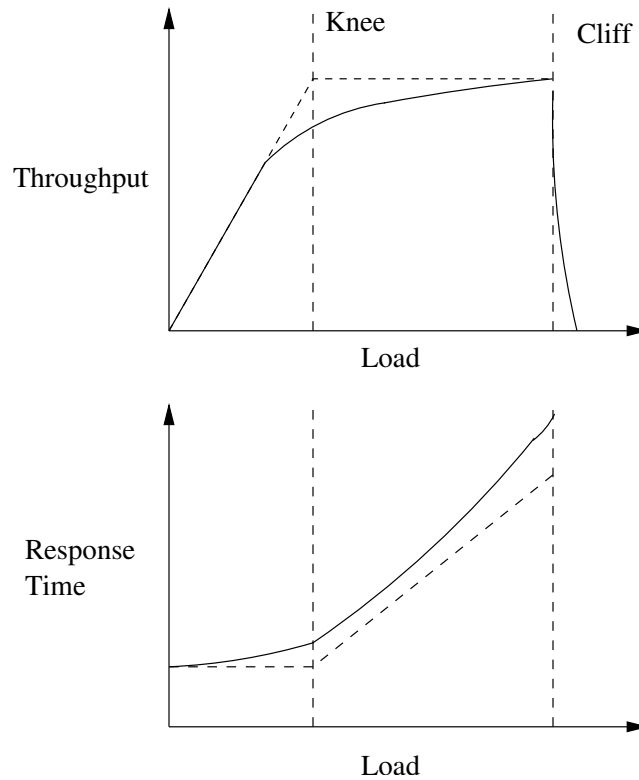 Knee
Cliff
Throughput
Load
Response
Time
Load